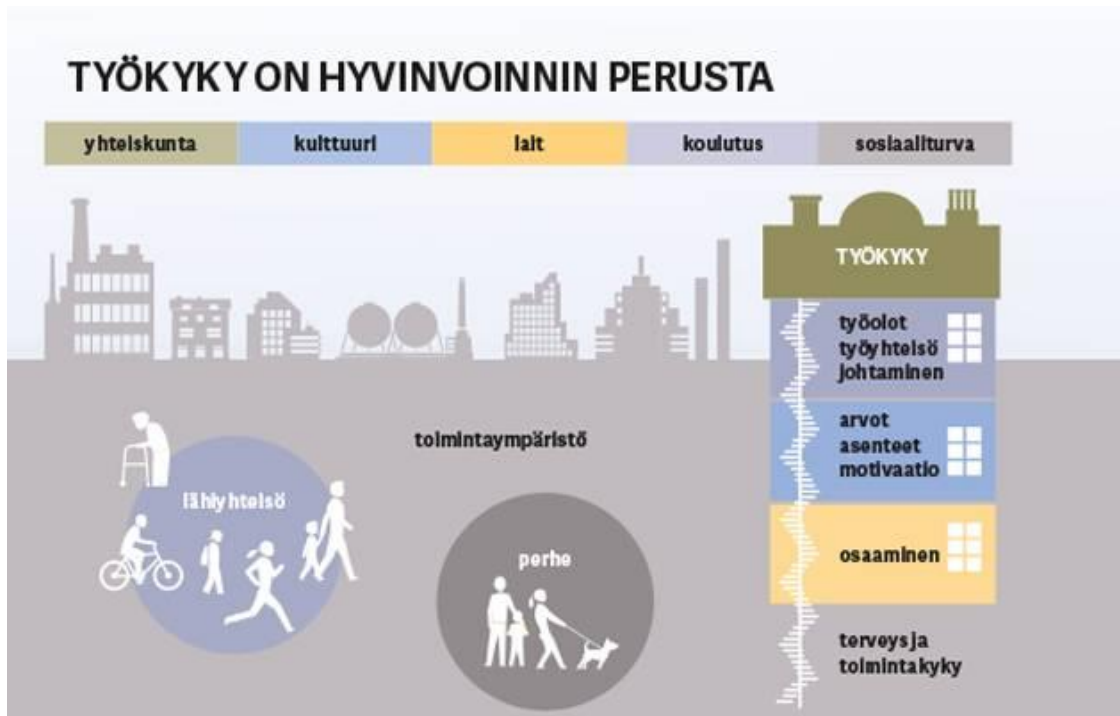 TYÖKYKY ON HYVINVOINNIN PERUSTA
yhteiskunta kulttuuri lait koulutus sosiaaliturva
TYÖKYKY
työolot
työyhteisö
johtaminen
arvot
asenteet
motivaatio
osaaminen
terveys ja
toimintakyky
toimintaympäristö
lähiyhteisö
perhe